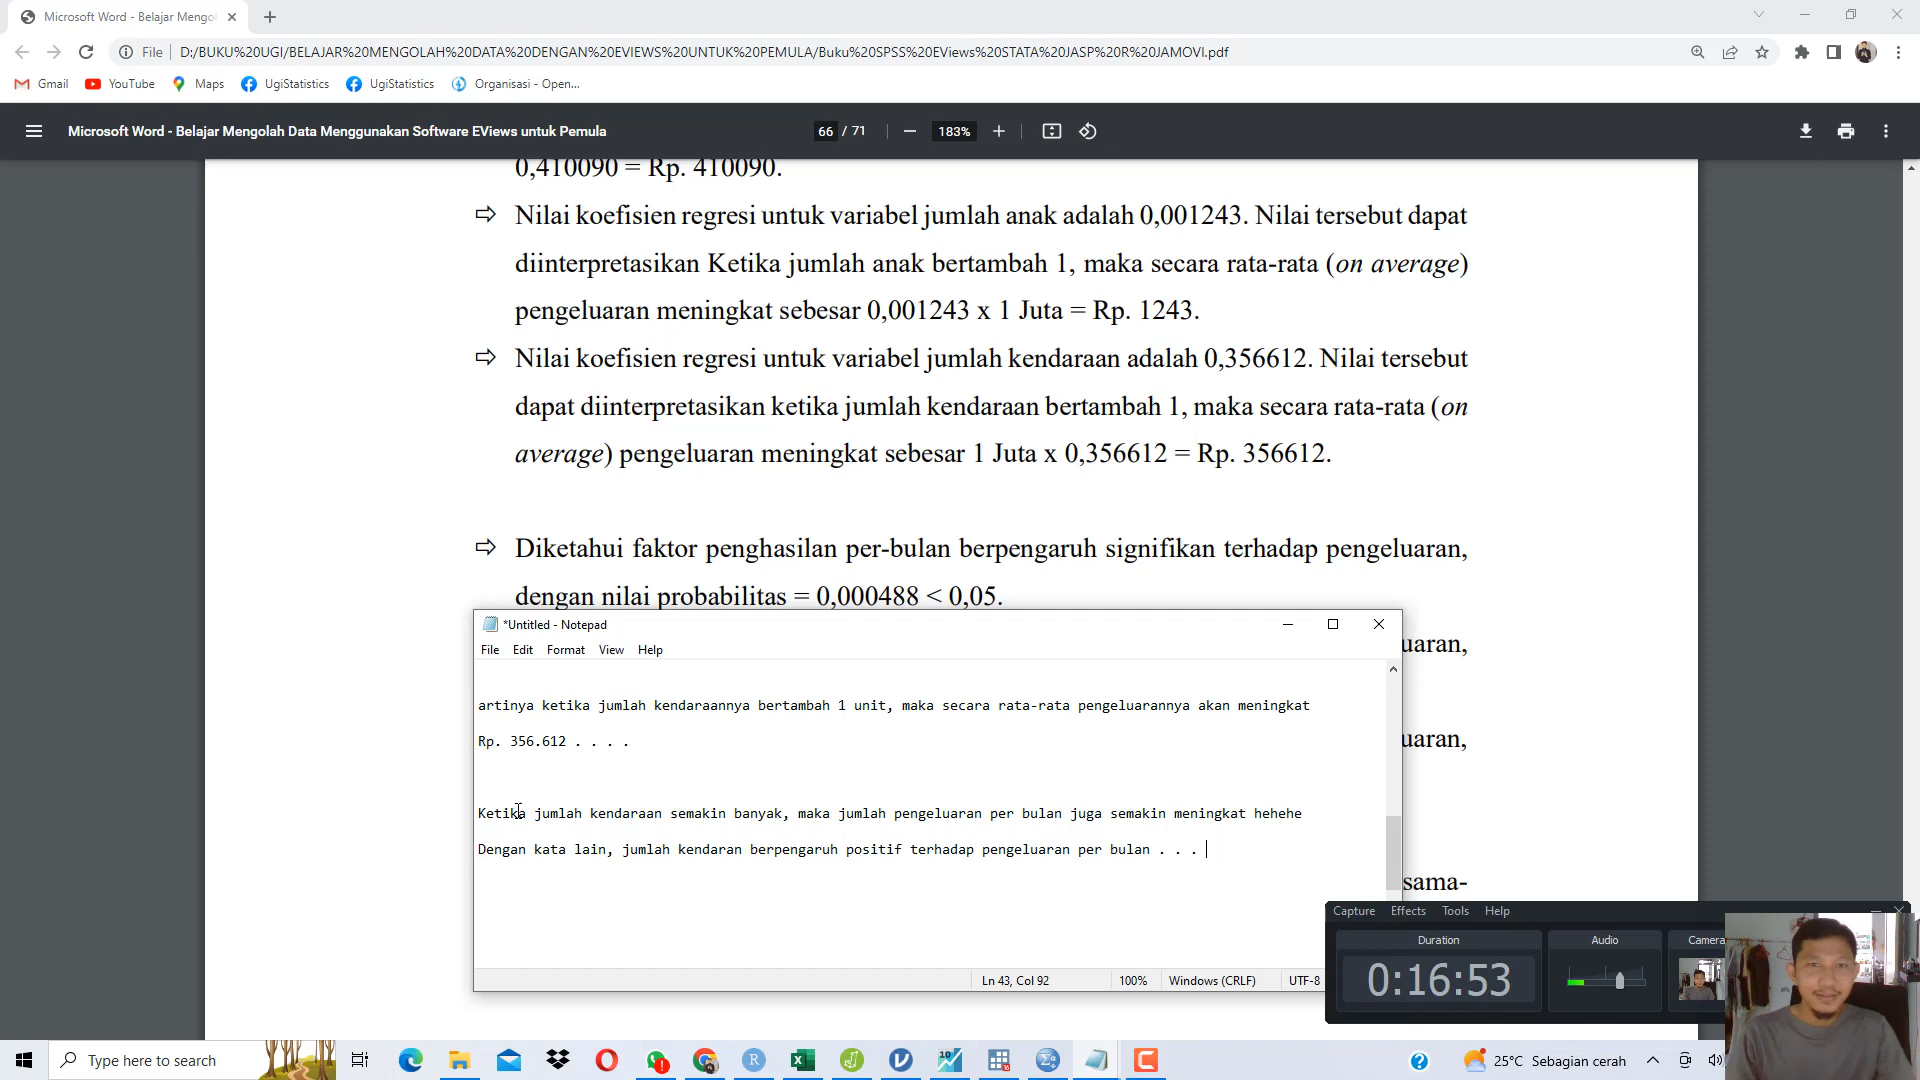 Microsoft Word - Belajar Mengo
File D:/BUKU%20UGI/BELAJAR%20MENGOLAH%20DATA%20DENGAN%20EVIEWS%20UNTUK%20PEMULA/Buku%20SPSS%20EViews%20STATA%20JASP%20R%20JAMOVI.pdf
Gmail YouTube Maps UgiStatistics UgiStatistics Organisasi - Open...
Microsoft Word - Belajar Mengolah Data Menggunakan Software EViews untuk Pemula 66 / 71 183%
0,410090 = Rp. 410090.
⇨ Nilai koefisien regresi untuk variabel jumlah anak adalah 0,001243. Nilai tersebut dapat
diinterpretasikan Ketika jumlah anak bertambah 1, maka secara rata-rata (on average)
pengeluaran meningkat sebesar 0,001243 x 1 Juta = Rp. 1243.
⇨ Nilai koefisien regresi untuk variabel jumlah kendaraan adalah 0,356612. Nilai tersebut
dapat diinterpretasikan ketika jumlah kendaraan bertambah 1, maka secara rata-rata (on
average) pengeluaran meningkat sebesar 1 Juta x 0,356612 = Rp. 356612.
⇨ Diketahui faktor penghasilan per-bulan berpengaruh signifikan terhadap pengeluaran,
dengan nilai probabilitas = 0,000488 < 0,05.
uaran,
uaran,
sama-
*Untitled - Notepad
File Edit Format View Help
artinya ketika jumlah kendaraannya bertambah 1 unit, maka secara rata-rata pengeluarannya akan meningkat
Rp. 356.612 . . . .
Ketika jumlah kendaraan semakin banyak, maka jumlah pengeluaran per bulan juga semakin meningkat hehehe
Dengan kata lain, jumlah kendaran berpengaruh positif terhadap pengeluaran per bulan . . .
Ln 43, Col 92 100% Windows (CRLF) UTF-8
Capture Effects Tools Help
Duration Audio Camera
0:16:53
Type here to search
25°C Sebagian cerah